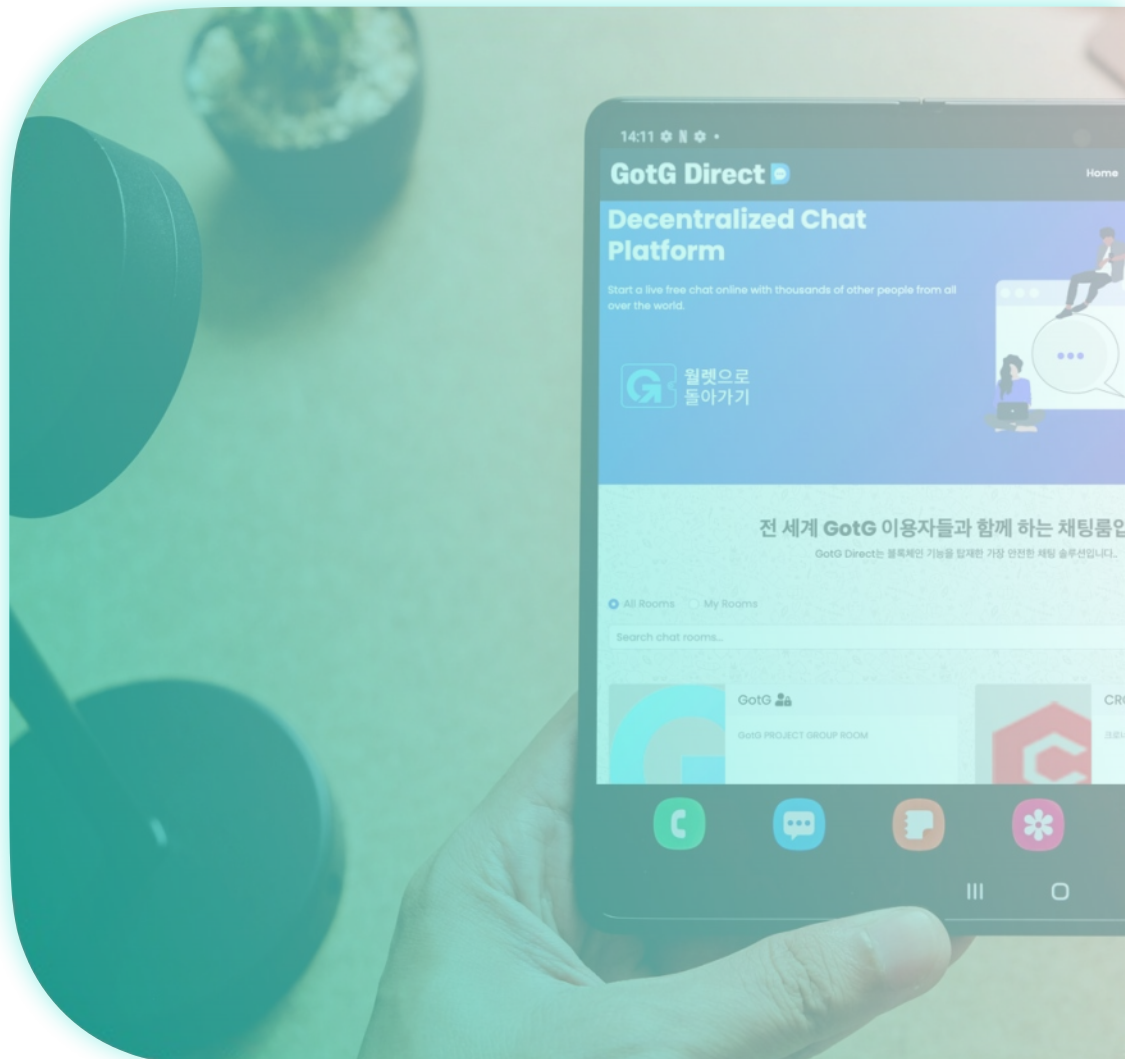 14:11
GotG Direct
Home
Decentralized Chat
Platform
Start a live free chat online with thousands of other people from all
over the world.
월렛으로
돌아가기
전 세계 GotG 이용자들과 함께 하는 채팅룸입
GotG Direct는 블록체인 기능을 탑재한 가장 안전한 채팅 솔루션입니다.
All Rooms My Rooms
Search chat rooms...
GotG
CRO
GotG PROJECT GROUP ROOM